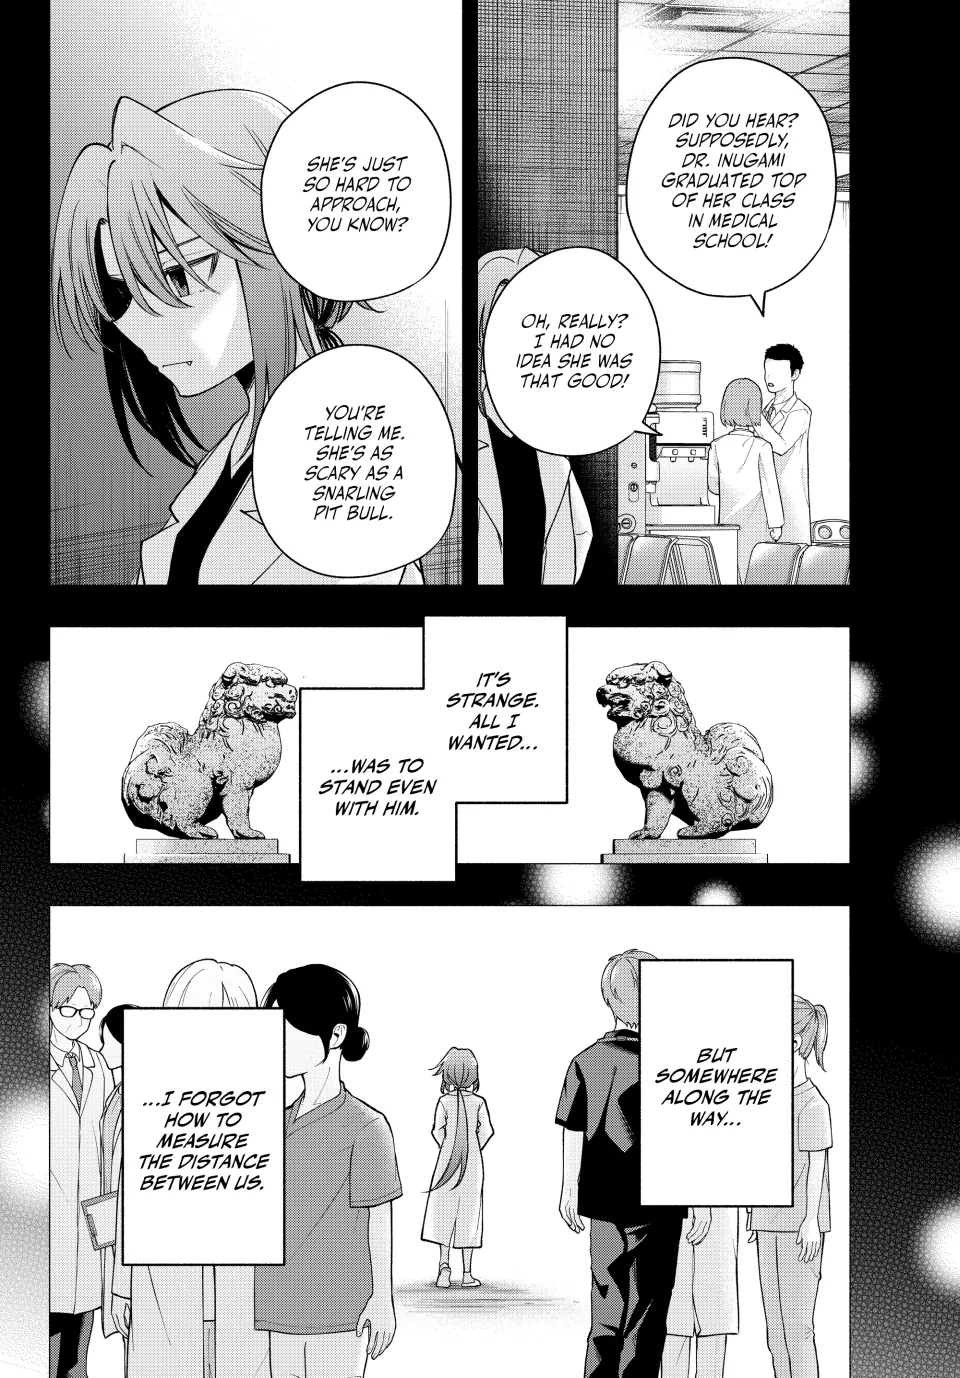 DID YOU HEAR?
SUPPOSEDLY,
DR. INUGAMI
GRADUATED TOP
OF HER CLASS
IN MEDICAL
SCHOOL!
OH, REALLY?
I HAD NO
IDEA SHE WAS
THAT GOOD!
SHE'S JUST
SO HARD TO
APPROACH,
YOU KNOW?
YOU'RE
TELLING ME.
SHE'S AS
SCARY AS A
SNARLING
PIT BULL.
IT'S
STRANGE.
ALL I
WANTED...
...WAS TO
STAND EVEN
WITH HIM.
BUT
SOMEWHERE
ALONG THE
WAY...
...I FORGOT
HOW TO
MEASURE
THE DISTANCE
BETWEEN US.